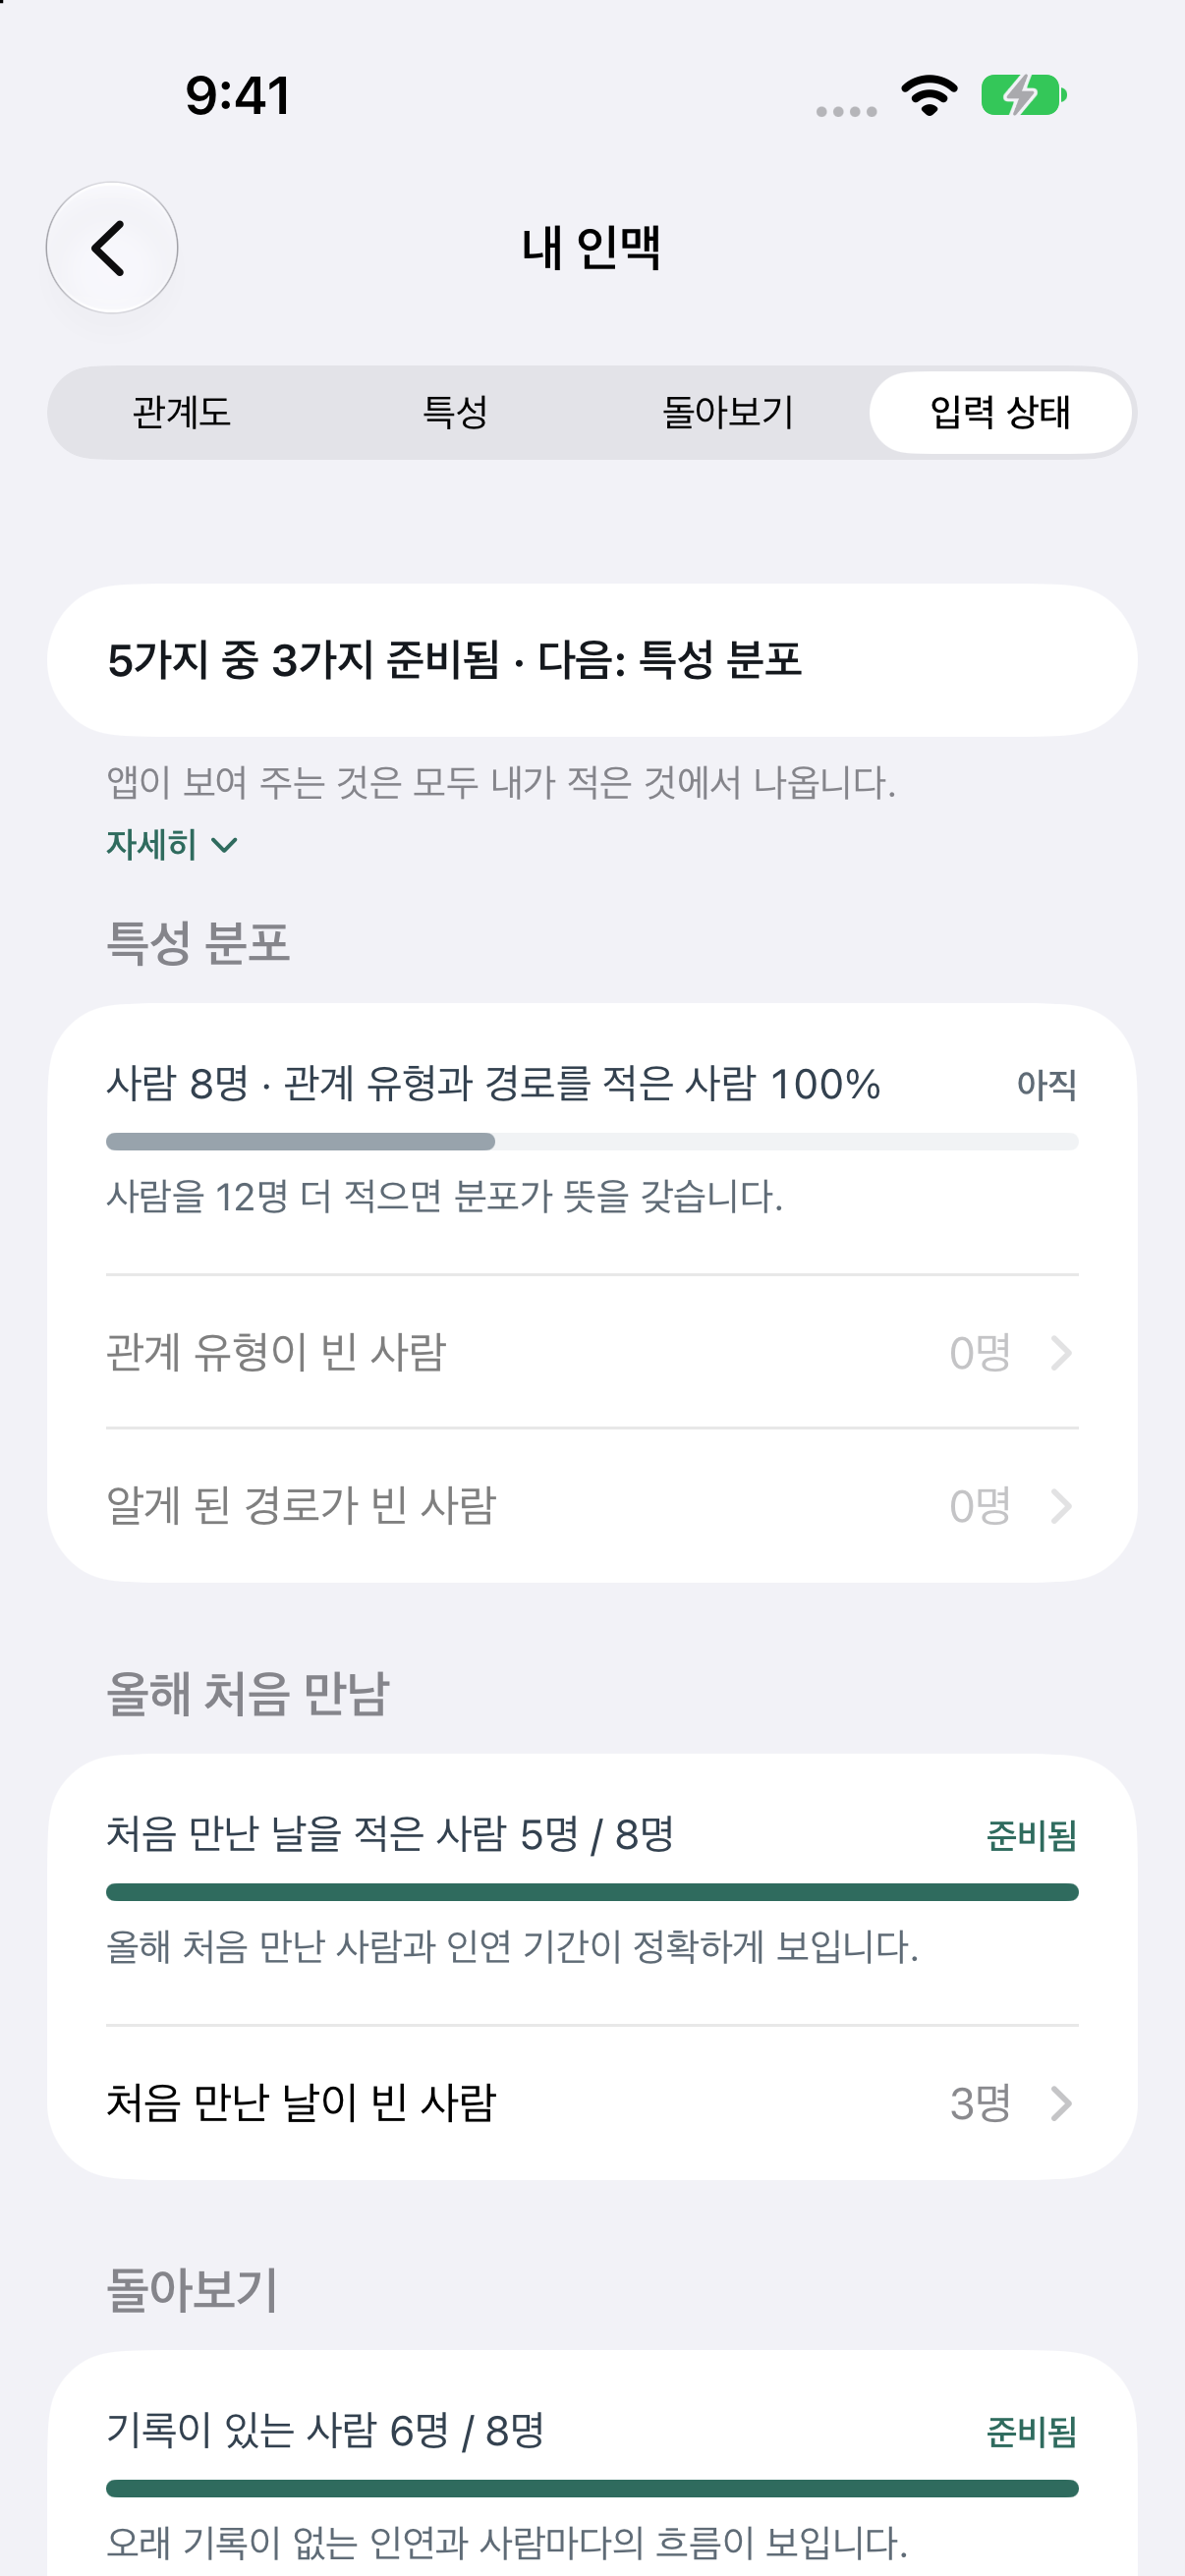 9:41
내 인맥
관계도 특성 돌아보기 입력 상태
5가지 중 3가지 준비됨 · 다음: 특성 분포
앱이 보여 주는 것은 모두 내가 적은 것에서 나옵니다.
자세히
특성 분포
사람 8명 · 관계 유형과 경로를 적은 사람 100% 아직
사람을 12명 더 적으면 분포가 뜻을 갖습니다.
관계 유형이 빈 사람 0명
알게 된 경로가 빈 사람 0명
올해 처음 만남
처음 만난 날을 적은 사람 5명 / 8명 준비됨
올해 처음 만난 사람과 인연 기간이 정확하게 보입니다.
처음 만난 날이 빈 사람 3명
돌아보기
기록이 있는 사람 6명 / 8명 준비됨
오래 기록이 없는 인연과 사람마다의 흐름이 보입니다.